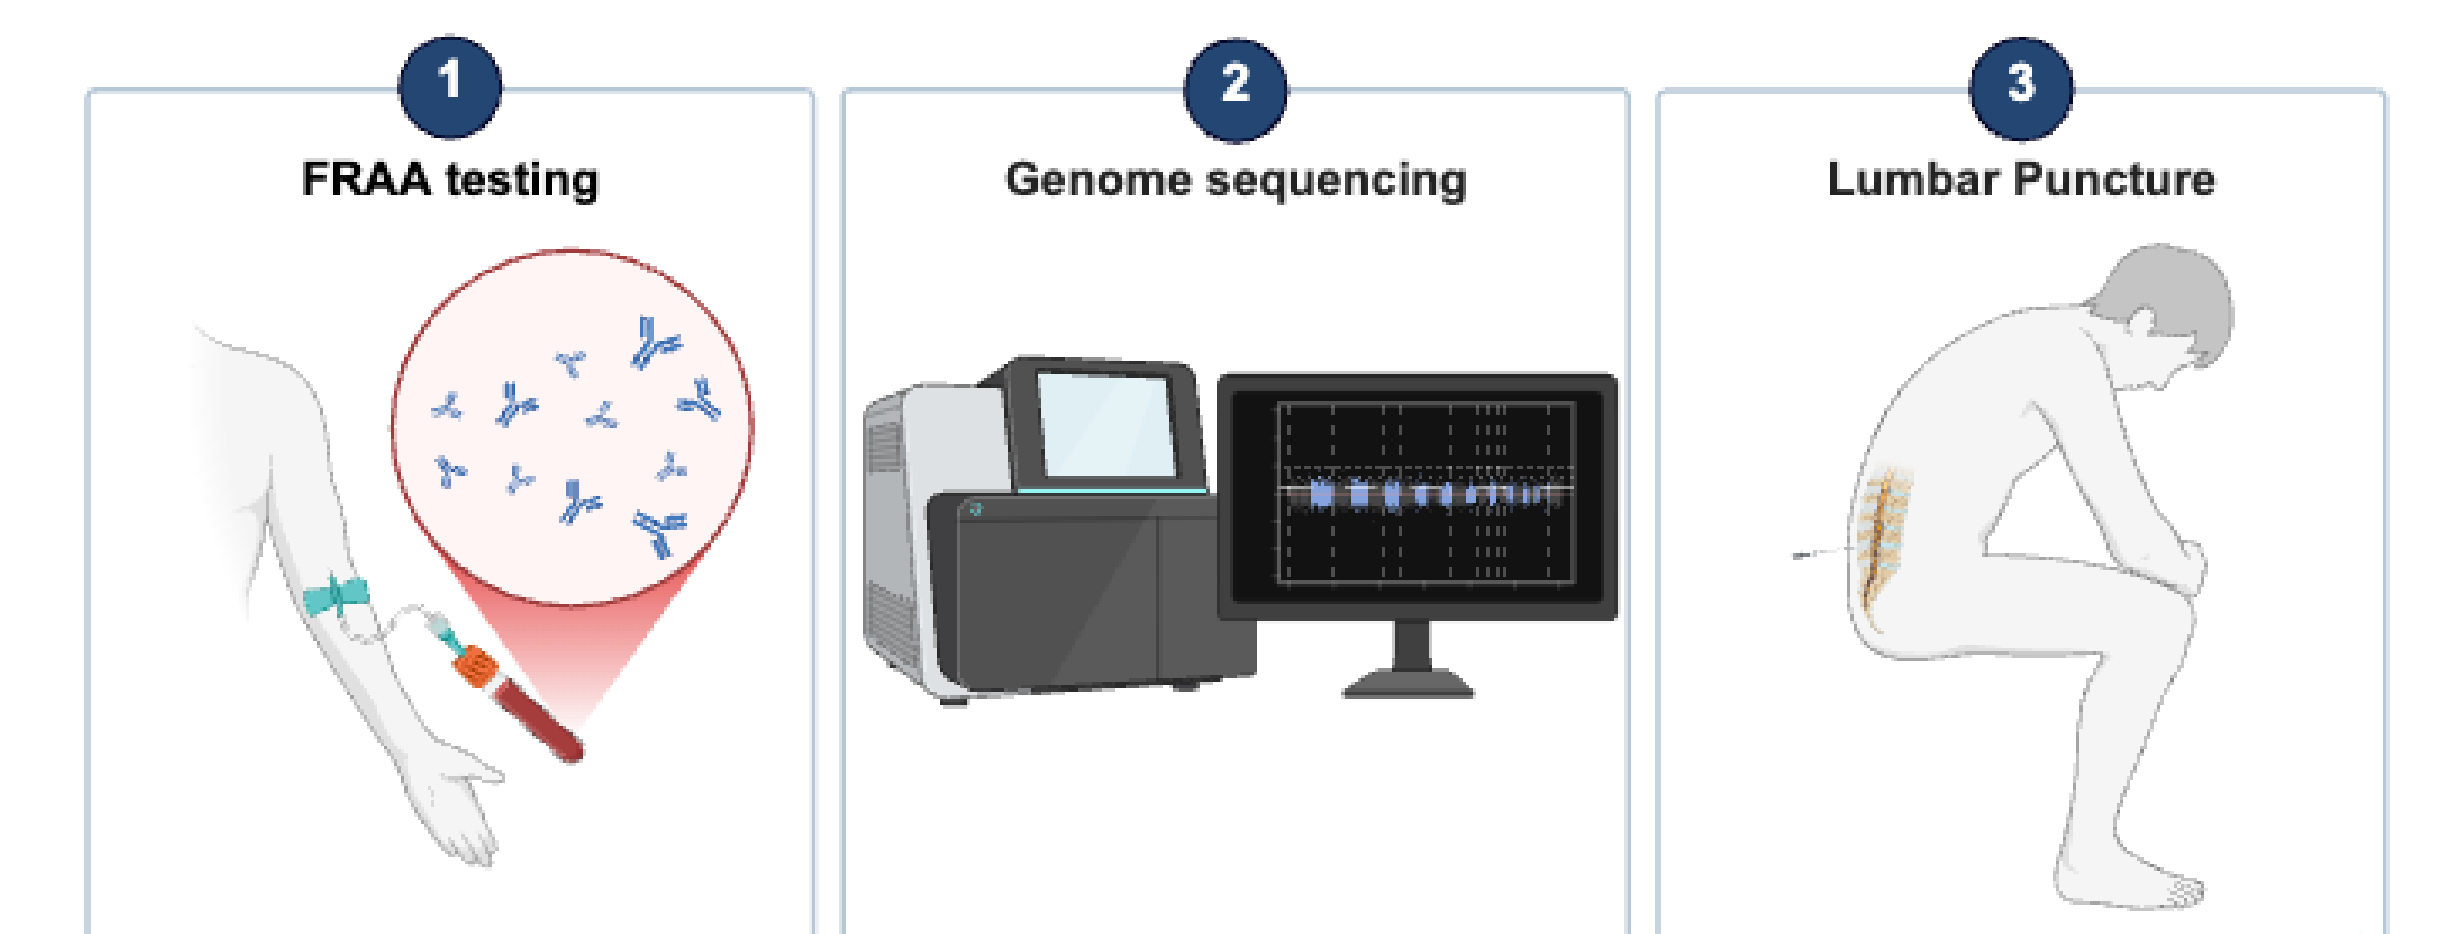 1
FRAA testing
2
Genome sequencing
3
Lumbar Puncture